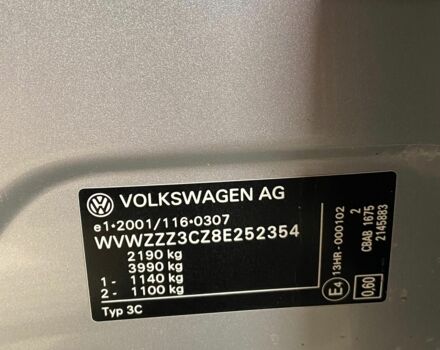 VOLKSWAGEN AG
e1•2001/116•0307
WVWZZZ3CZ8E252354
2190 kg
3990 kg
1 - 1140 kg
2 - 1100 kg
Typ 3C
E4
13HR - 000102
0,60
2
CBAB 1675
2145883